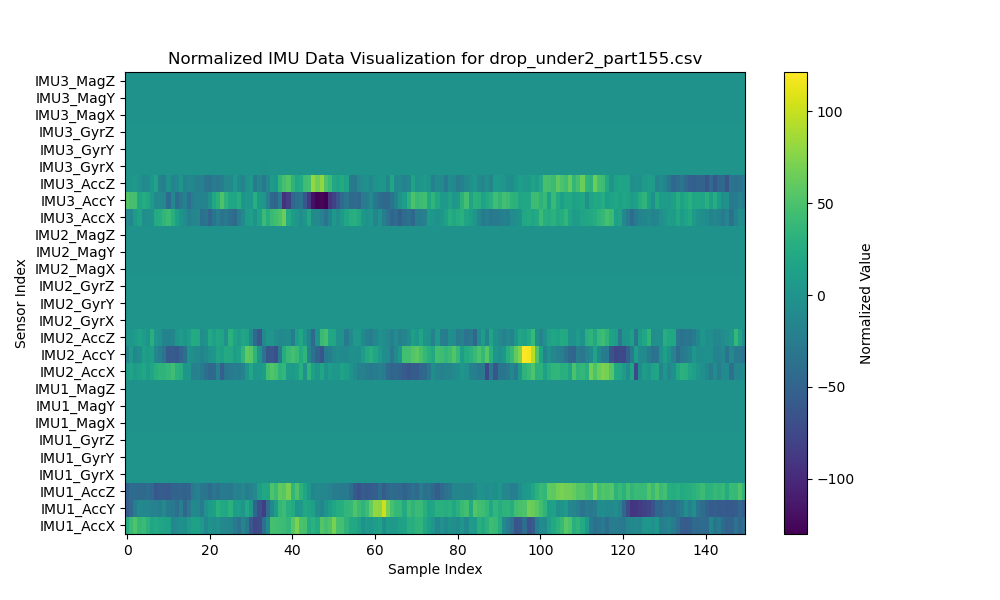 Normalized IMU Data Visualization for drop_under2_part155.csv
IMU3_MagZ
IMU3_MagY
IMU3_MagX
IMU3_GyrZ
IMU3_GyrY
IMU3_GyrX
IMU3_AccZ
IMU3_AccY
IMU3_AccX
IMU2_MagZ
IMU2_MagY
IMU2_MagX
IMU2_GyrZ
IMU2_GyrY
IMU2_GyrX
IMU2_AccZ
IMU2_AccY
IMU2_AccX
IMU1_MagZ
IMU1_MagY
IMU1_MagX
IMU1_GyrZ
IMU1_GyrY
IMU1_GyrX
IMU1_AccZ
IMU1_AccY
IMU1_AccX
Sensor Index
0 20 40 60 80 100 120 140
Sample Index
100
50
0
−50
−100
Normalized Value